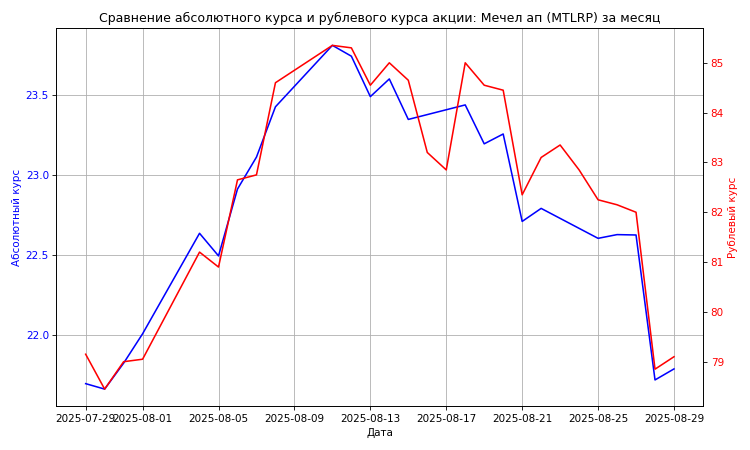 Сравнение абсолютного курса и рублевого курса акции: Мечел ап (MTLRP) за месяц
Абсолютный курс
23.5
23.0
22.5
22.0
85
84
83
82
81
80
79
Рублевый курс
2025-07-29 2025-08-01 2025-08-05 2025-08-09 2025-08-13 2025-08-17 2025-08-21 2025-08-25 2025-08-29
Дата